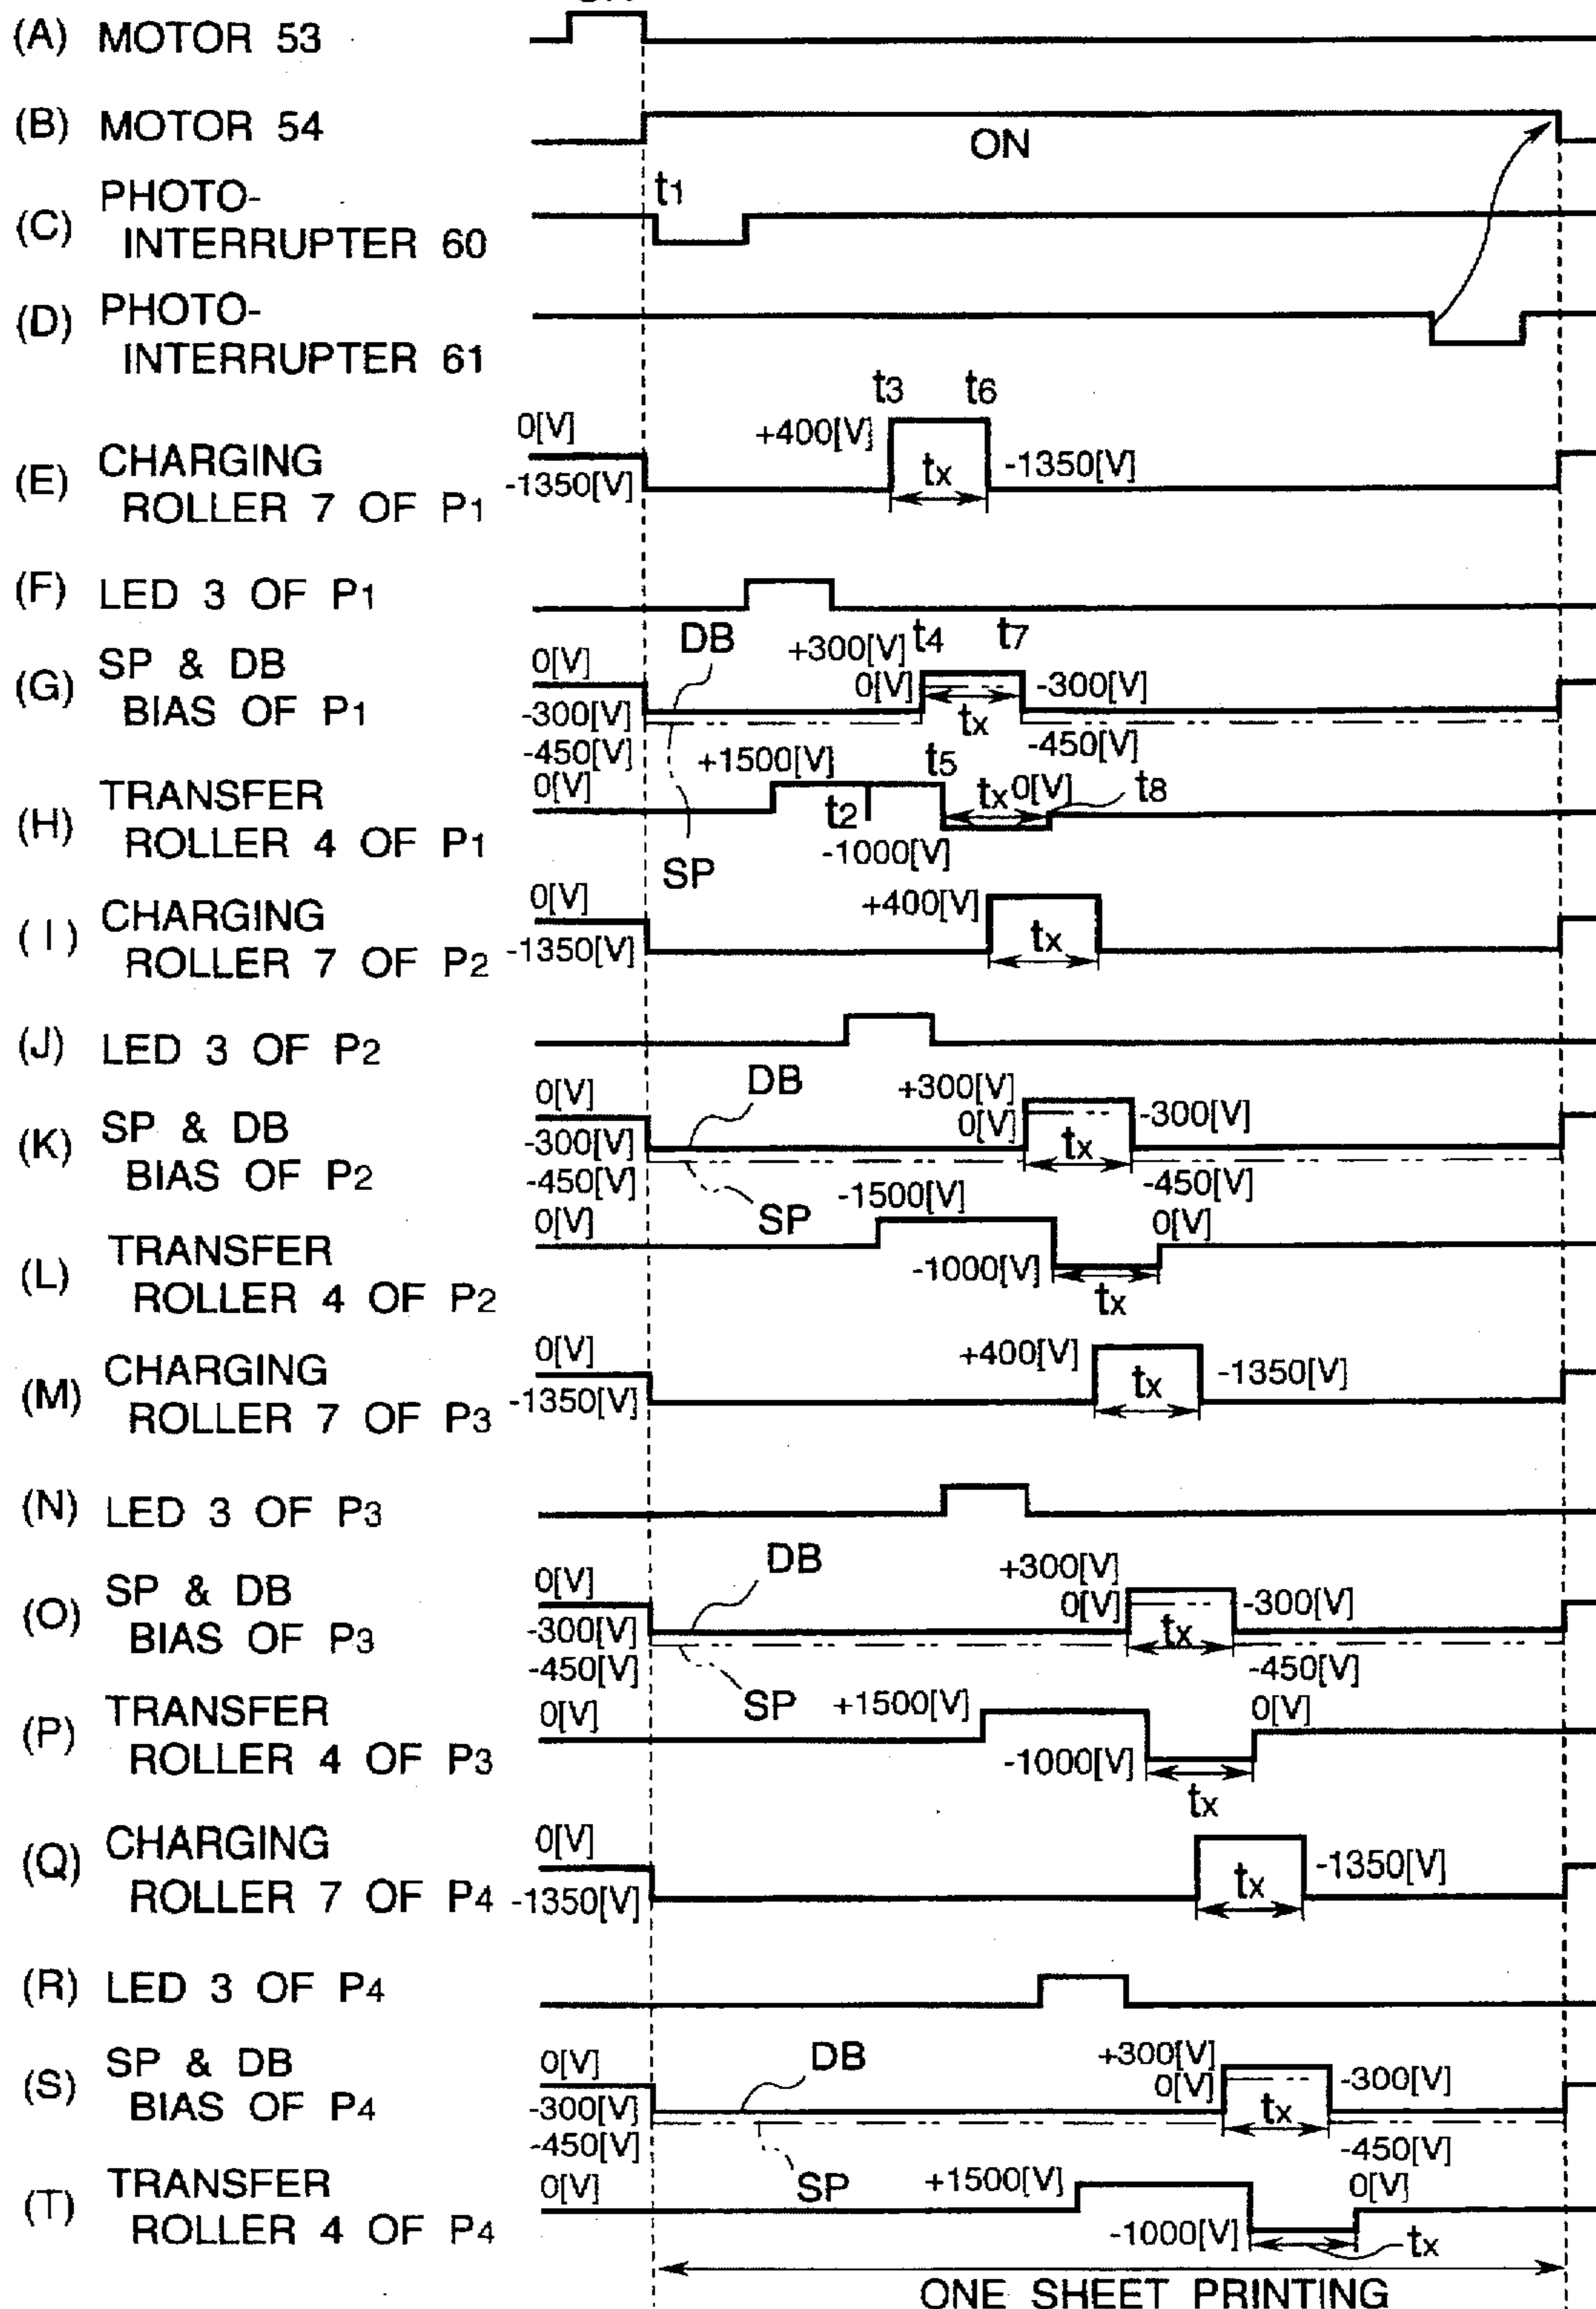 (A) MOTOR 53
(B) MOTOR 54
ON
(C) PHOTO-
INTERRUPTER 60
t1
(D) PHOTO-
INTERRUPTER 61
(E) CHARGING
ROLLER 7 OF P1
0[V]
-1350[V]
+400[V]
t3
t6
tx
-1350[V]
(F) LED 3 OF P1
(G) SP & DB
BIAS OF P1
0[V]
-300[V]
-450[V]
DB
SP
+300[V]
0[V]
t4
t7
tx
-300[V]
-450[V]
(H) TRANSFER
ROLLER 4 OF P1
0[V]
+1500[V]
t2
-1000[V]
t5
tx
0[V]
t8
(I) CHARGING
ROLLER 7 OF P2
0[V]
-1350[V]
+400[V]
tx
(J) LED 3 OF P2
(K) SP & DB
BIAS OF P2
0[V]
-300[V]
-450[V]
DB
SP
+300[V]
0[V]
tx
-300[V]
-450[V]
(L) TRANSFER
ROLLER 4 OF P2
0[V]
-1500[V]
-1000[V]
tx
0[V]
(M) CHARGING
ROLLER 7 OF P3
0[V]
-1350[V]
+400[V]
tx
-1350[V]
(N) LED 3 OF P3
(O) SP & DB
BIAS OF P3
0[V]
-300[V]
-450[V]
DB
SP
+300[V]
0[V]
tx
-300[V]
-450[V]
(P) TRANSFER
ROLLER 4 OF P3
0[V]
+1500[V]
-1000[V]
tx
0[V]
(Q) CHARGING
ROLLER 7 OF P4
0[V]
-1350[V]
tx
-1350[V]
(R) LED 3 OF P4
(S) SP & DB
BIAS OF P4
0[V]
-300[V]
-450[V]
DB
SP
+300[V]
0[V]
tx
-300[V]
-450[V]
(T) TRANSFER
ROLLER 4 OF P4
0[V]
+1500[V]
-1000[V]
tx
0[V]
ONE SHEET PRINTING